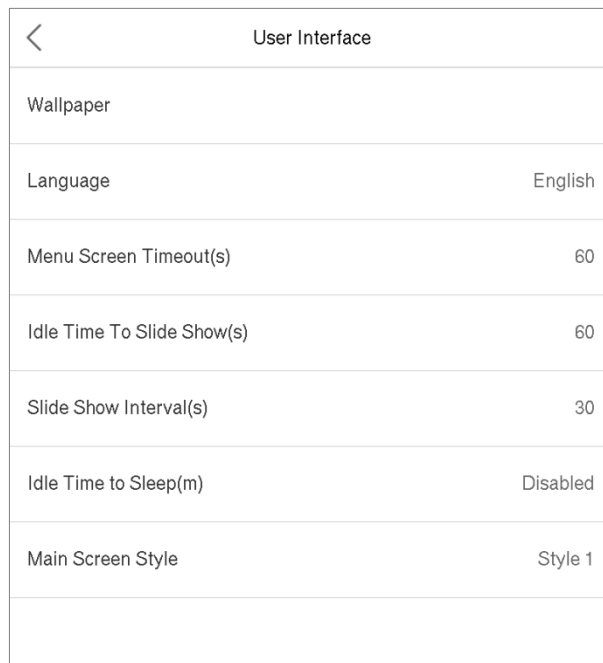 User Interface
Wallpaper
Language English
Menu Screen Timeout(s) 60
Idle Time To Slide Show(s) 60
Slide Show Interval(s) 30
Idle Time to Sleep(m) Disabled
Main Screen Style Style 1